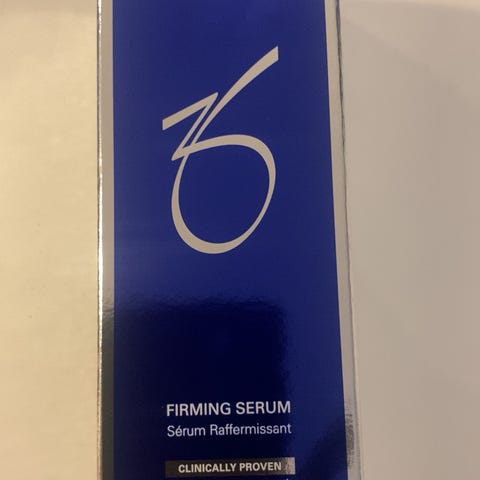 FIRMING SERUM
Sérum Raffermissant
CLINICALLY PROVEN